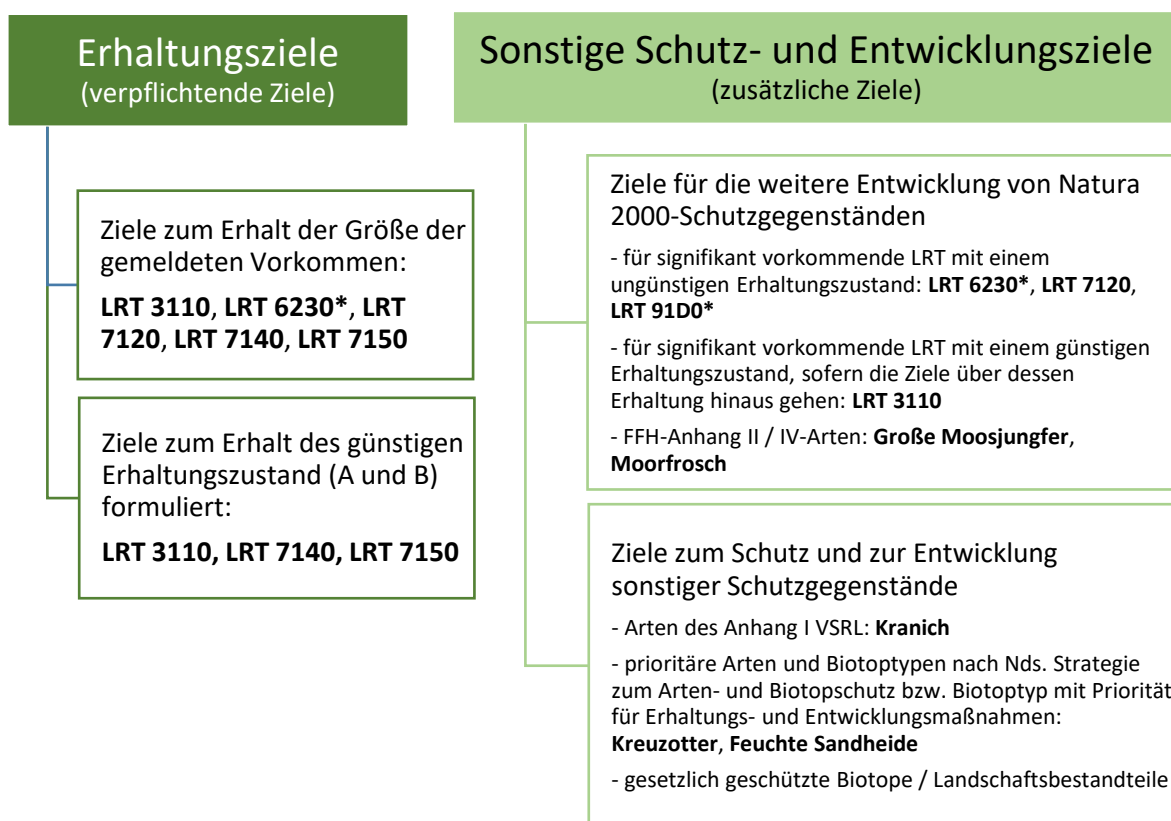 Erhaltungsziele
(verpflichtende Ziele)
Ziele zum Erhalt der Größe der
gemeldeten Vorkommen:
LRT 3110, LRT 6230*, LRT
7120, LRT 7140, LRT 7150
Ziele zum Erhalt des günstigen
Erhaltungszustand (A und B)
formuliert:
LRT 3110, LRT 7140, LRT 7150
Sonstige Schutz- und Entwicklungsziele
(zusätzliche Ziele)
Ziele für die weitere Entwicklung von Natura
2000-Schutzgegenständen
- für signifikant vorkommende LRT mit einem
ungünstigen Erhaltungszustand: LRT 6230*, LRT 7120,
LRT 91D0*
- für signifikant vorkommende LRT mit einem günstigen
Erhaltungszustand, sofern die Ziele über dessen
Erhaltung hinaus gehen: LRT 3110
- FFH-Anhang II / IV-Arten: Große Moosjungfer,
Moorfrosch
Ziele zum Schutz und zur Entwicklung
sonstiger Schutzgegenstände
- Arten des Anhang I VSRL: Kranich
- prioritäre Arten und Biotoptypen nach Nds. Strategie
zum Arten- und Biotopschutz bzw. Biotoptyp mit Priorität
für Erhaltungs- und Entwicklungsmaßnahmen:
Kreuzotter, Feuchte Sandheide
- gesetzlich geschützte Biotope / Landschaftsbestandteile